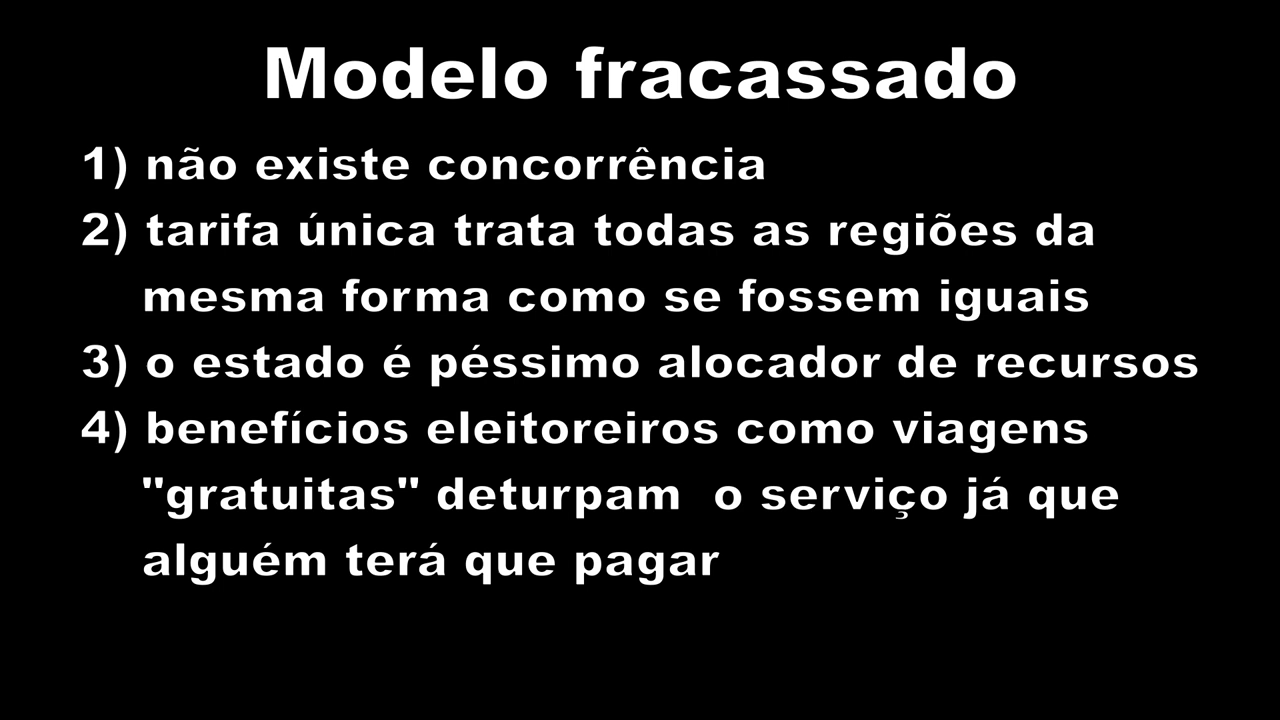 Modelo fracassado
1) não existe concorrência
2) tarifa única trata todas as regiões da
mesma forma como se fossem iguais
3) o estado é péssimo alocador de recursos
4) benefícios eleitoreiros como viagens
"gratuitas" deturpam  o serviço já que
alguém terá que pagar